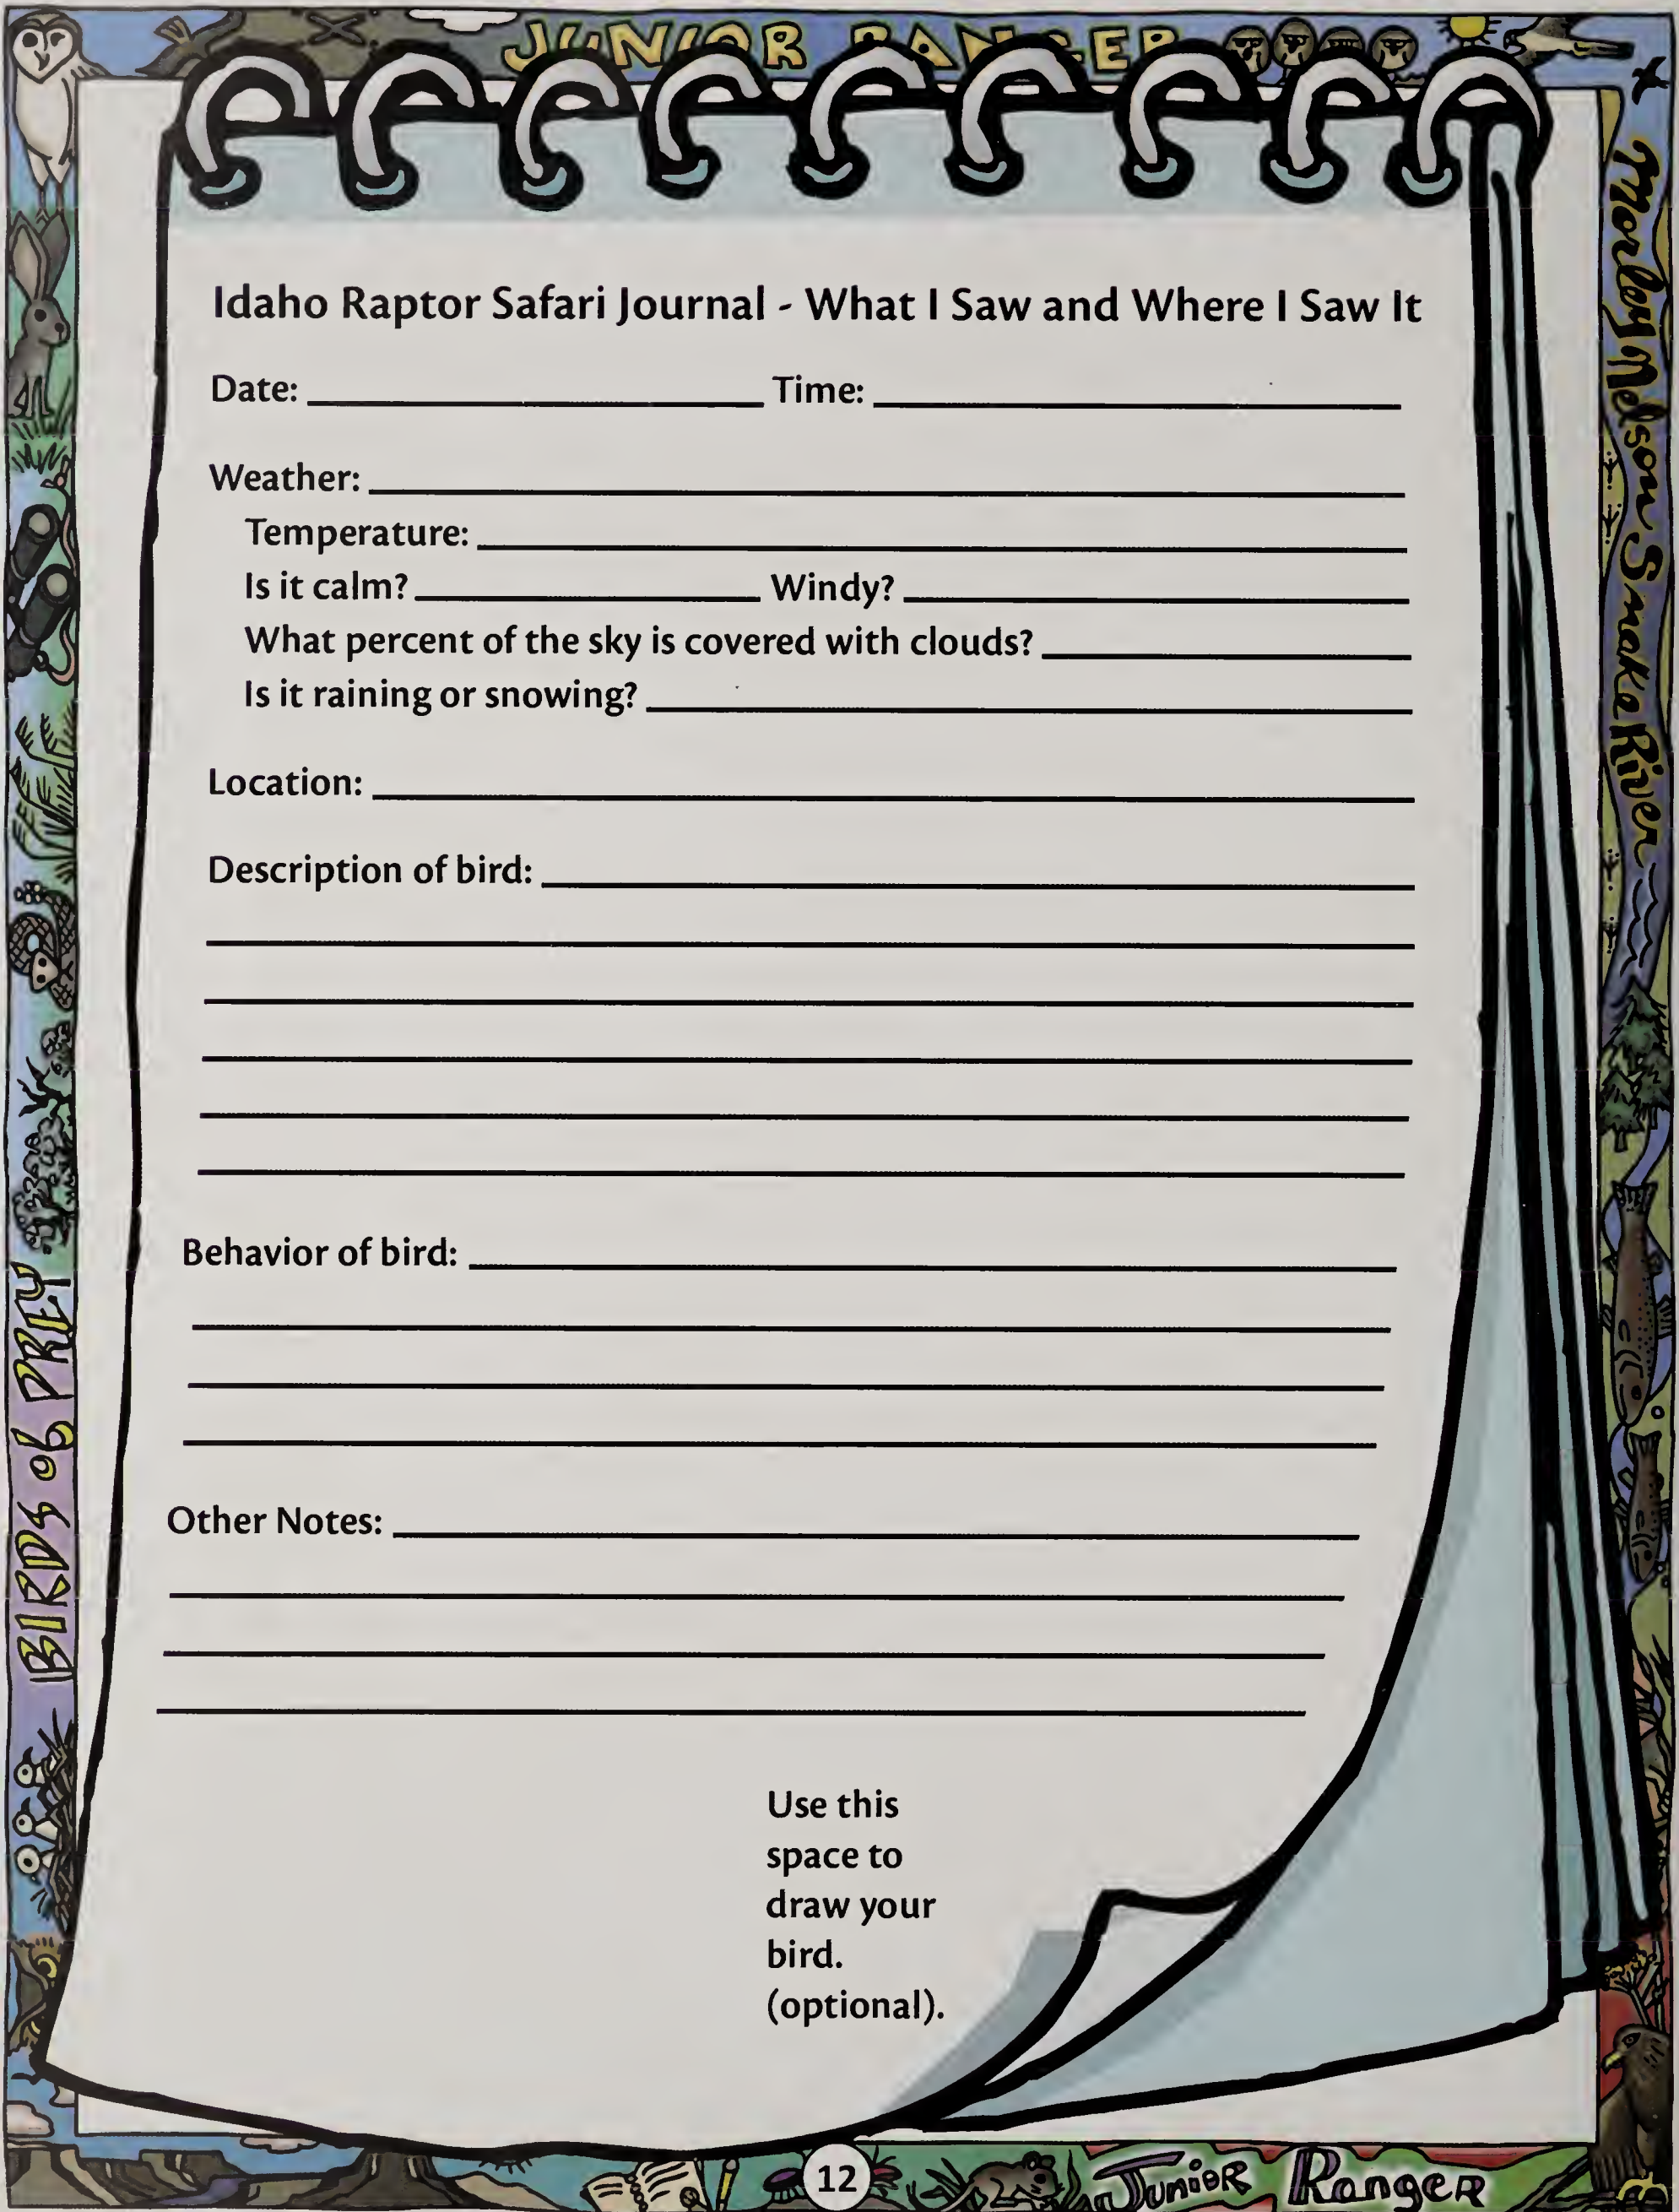 JUNIOR RANGER
Idaho Raptor Safari Journal - What I Saw and Where I Saw It
Date: Time:
Weather:
Temperature:
Is it calm? Windy?
What percent of the sky is covered with clouds?
Is it raining or snowing?
Location:
Description of bird:
Behavior of bird:
Other Notes:
Use this
space to
draw your
bird.
(optional).
Morley Nelson Snake River
BIRDS of PREY
12
Junior Ranger